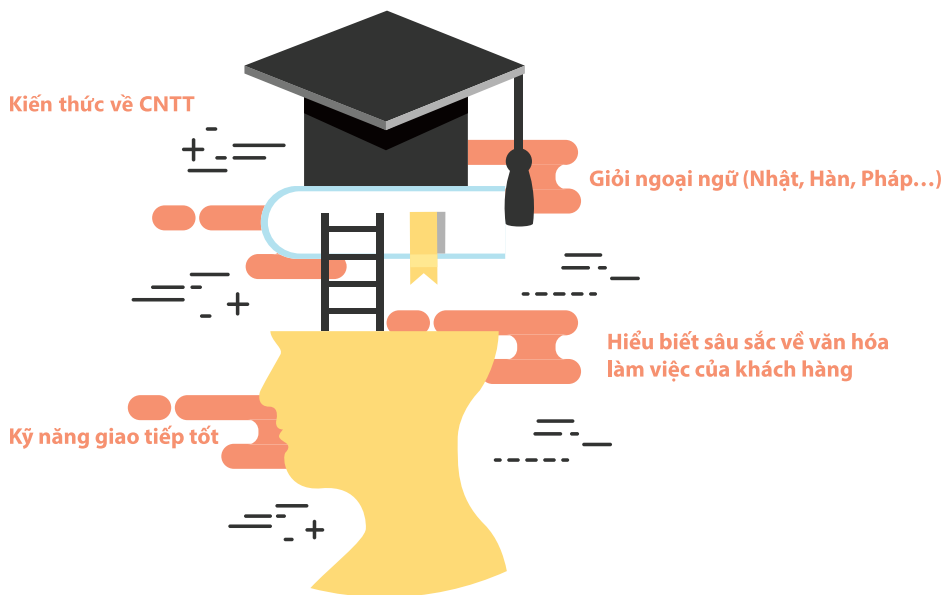 Kiến thức về CNTT
Giỏi ngoại ngữ (Nhật, Hàn, Pháp...)
Hiểu biết sâu sắc về văn hóa
làm việc của khách hàng
Kỹ năng giao tiếp tốt